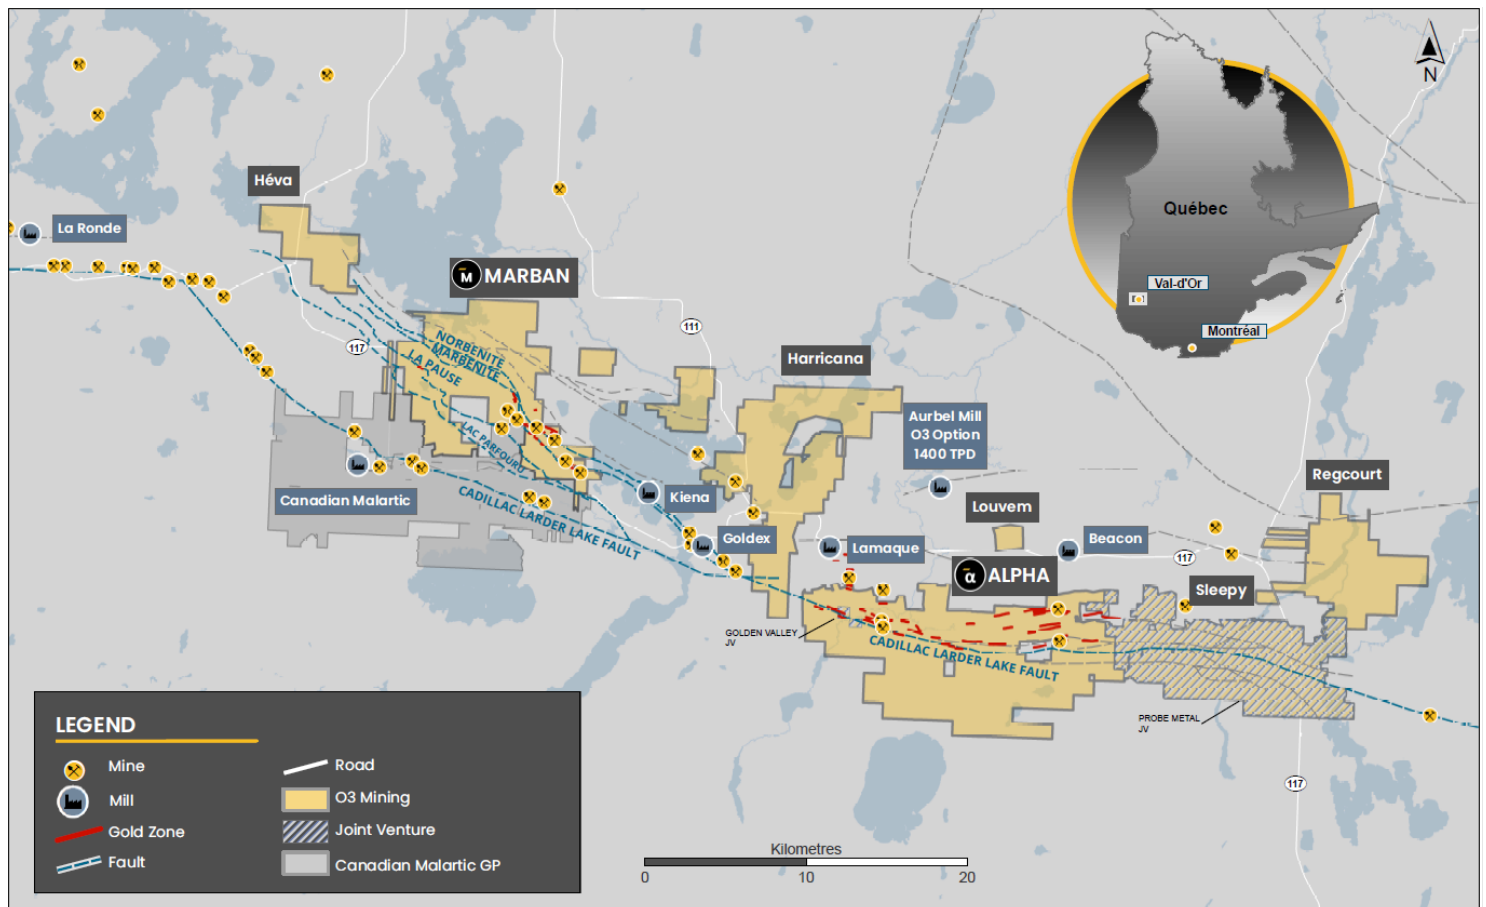 N
Québec
Val-d'Or
Montréal
Héva
La Ronde
M MARBAN
111
117
NORBENITE
MARBENITE
LA PAUSE
Harricana
Aurbel Mill
O3 Option
1400 TPD
LAC PARFOURU
Regcourt
Canadian Malartic
Kiena
CADILLAC LARDER LAKE FAULT
Louvem
Goldex
Lamaque
Beacon
117
α ALPHA
Sleepy
GOLDEN VALLEY
JV
CADILLAC LARDER LAKE FAULT
PROBE METAL
JV
117
LEGEND
Mine
Mill
Gold Zone
Fault
Road
O3 Mining
Joint Venture
Canadian Malartic GP
Kilometres
0 10 20